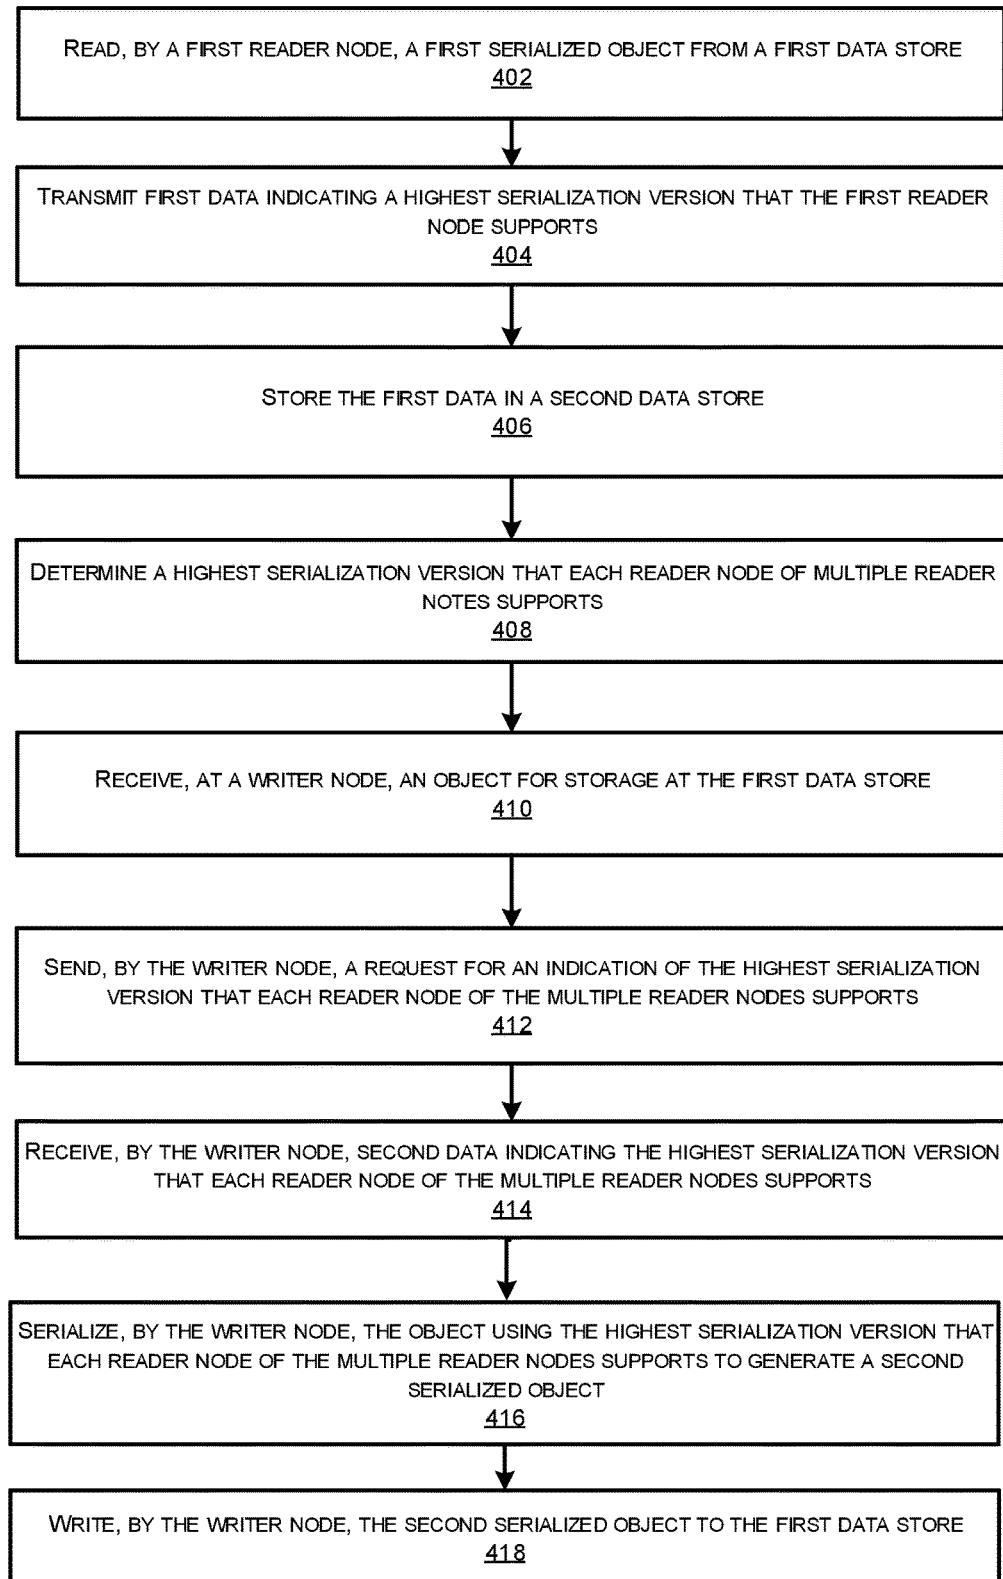 READ, BY A FIRST READER NODE, A FIRST SERIALIZED OBJECT FROM A FIRST DATA STORE
402
TRANSMIT FIRST DATA INDICATING A HIGHEST SERIALIZATION VERSION THAT THE FIRST READER
NODE SUPPORTS
404
STORE THE FIRST DATA IN A SECOND DATA STORE
406
DETERMINE A HIGHEST SERIALIZATION VERSION THAT EACH READER NODE OF MULTIPLE READER
NOTES SUPPORTS
408
RECEIVE, AT A WRITER NODE, AN OBJECT FOR STORAGE AT THE FIRST DATA STORE
410
SEND, BY THE WRITER NODE, A REQUEST FOR AN INDICATION OF THE HIGHEST SERIALIZATION
VERSION THAT EACH READER NODE OF THE MULTIPLE READER NODES SUPPORTS
412
RECEIVE, BY THE WRITER NODE, SECOND DATA INDICATING THE HIGHEST SERIALIZATION VERSION
THAT EACH READER NODE OF THE MULTIPLE READER NODES SUPPORTS
414
SERIALIZE, BY THE WRITER NODE, THE OBJECT USING THE HIGHEST SERIALIZATION VERSION THAT
EACH READER NODE OF THE MULTIPLE READER NODES SUPPORTS TO GENERATE A SECOND
SERIALIZED OBJECT
416
WRITE, BY THE WRITER NODE, THE SECOND SERIALIZED OBJECT TO THE FIRST DATA STORE
418